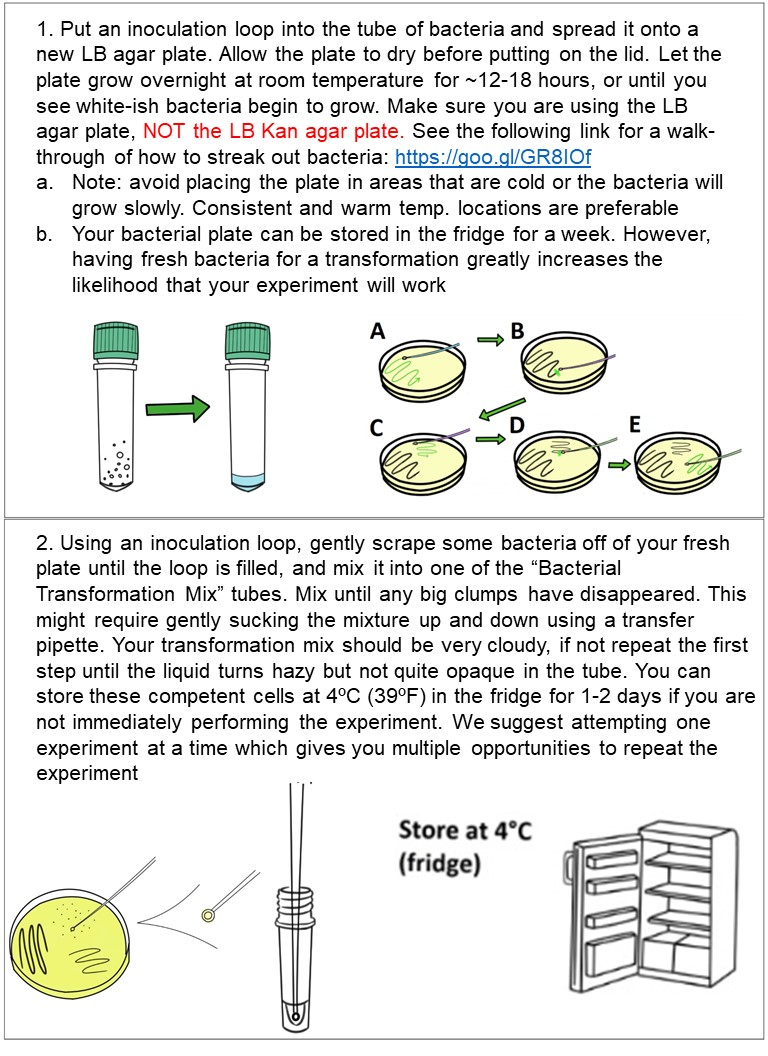 1. Put an inoculation loop into the tube of bacteria and spread it onto a
new LB agar plate. Allow the plate to dry before putting on the lid. Let the
plate grow overnight at room temperature for ~12-18 hours, or until you
see white-ish bacteria begin to grow. Make sure you are using the LB
agar plate, NOT the LB Kan agar plate. See the following link for a walk-
through of how to streak out bacteria: https://goo.gl/GR8IOf
a. Note: avoid placing the plate in areas that are cold or the bacteria will
grow slowly. Consistent and warm temp. locations are preferable
b. Your bacterial plate can be stored in the fridge for a week. However,
having fresh bacteria for a transformation greatly increases the
likelihood that your experiment will work
A
B
C
D
E
2. Using an inoculation loop, gently scrape some bacteria off of your fresh
plate until the loop is filled, and mix it into one of the “Bacterial
Transformation Mix” tubes. Mix until any big clumps have disappeared. This
might require gently sucking the mixture up and down using a transfer
pipette. Your transformation mix should be very cloudy, if not repeat the first
step until the liquid turns hazy but not quite opaque in the tube. You can
store these competent cells at 4ºC (39ºF) in the fridge for 1-2 days if you are
not immediately performing the experiment. We suggest attempting one
experiment at a time which gives you multiple opportunities to repeat the
experiment
Store at 4°C
(fridge)